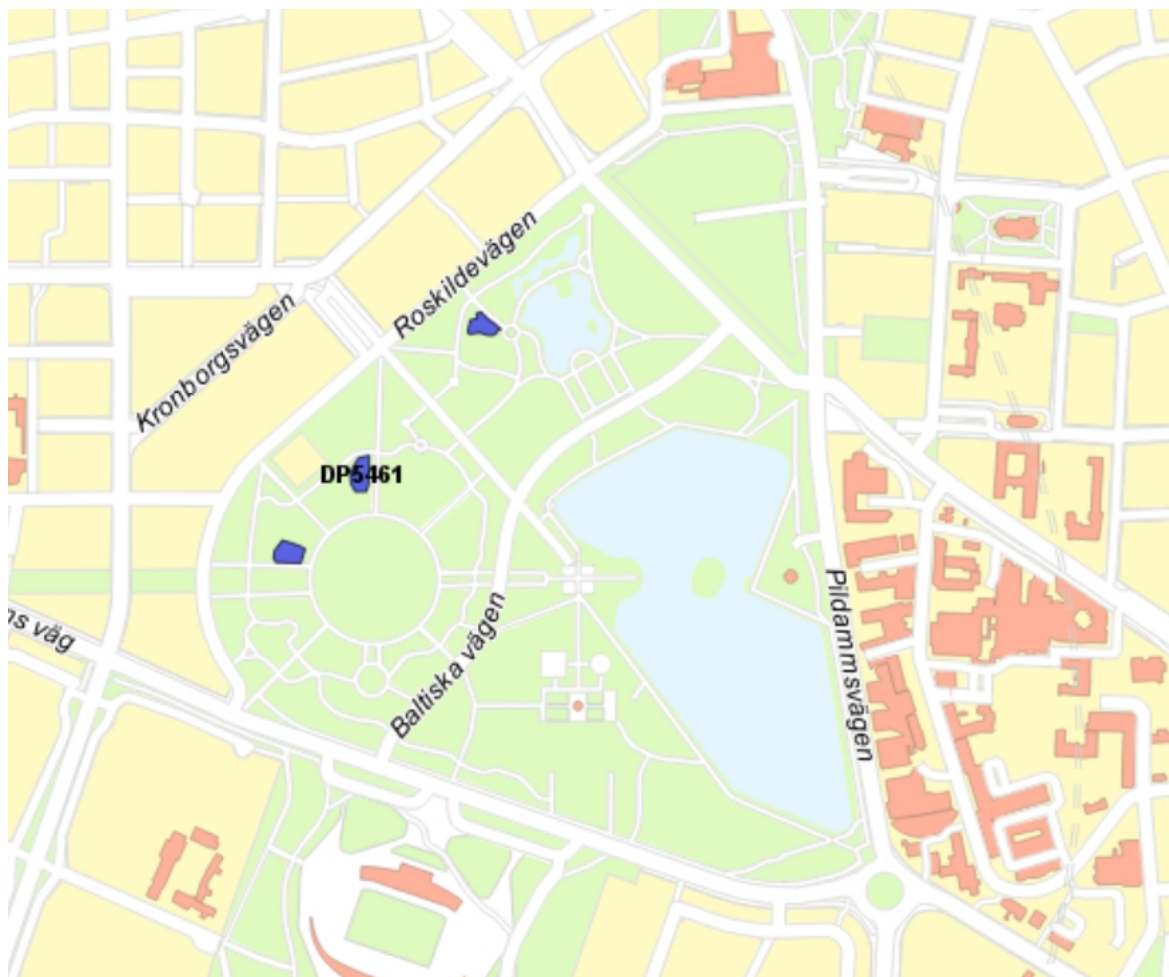 Roskildevägen
Kronborgsvägen
DP5461
Pildammsvägen
ns väg
Baltiska vägen